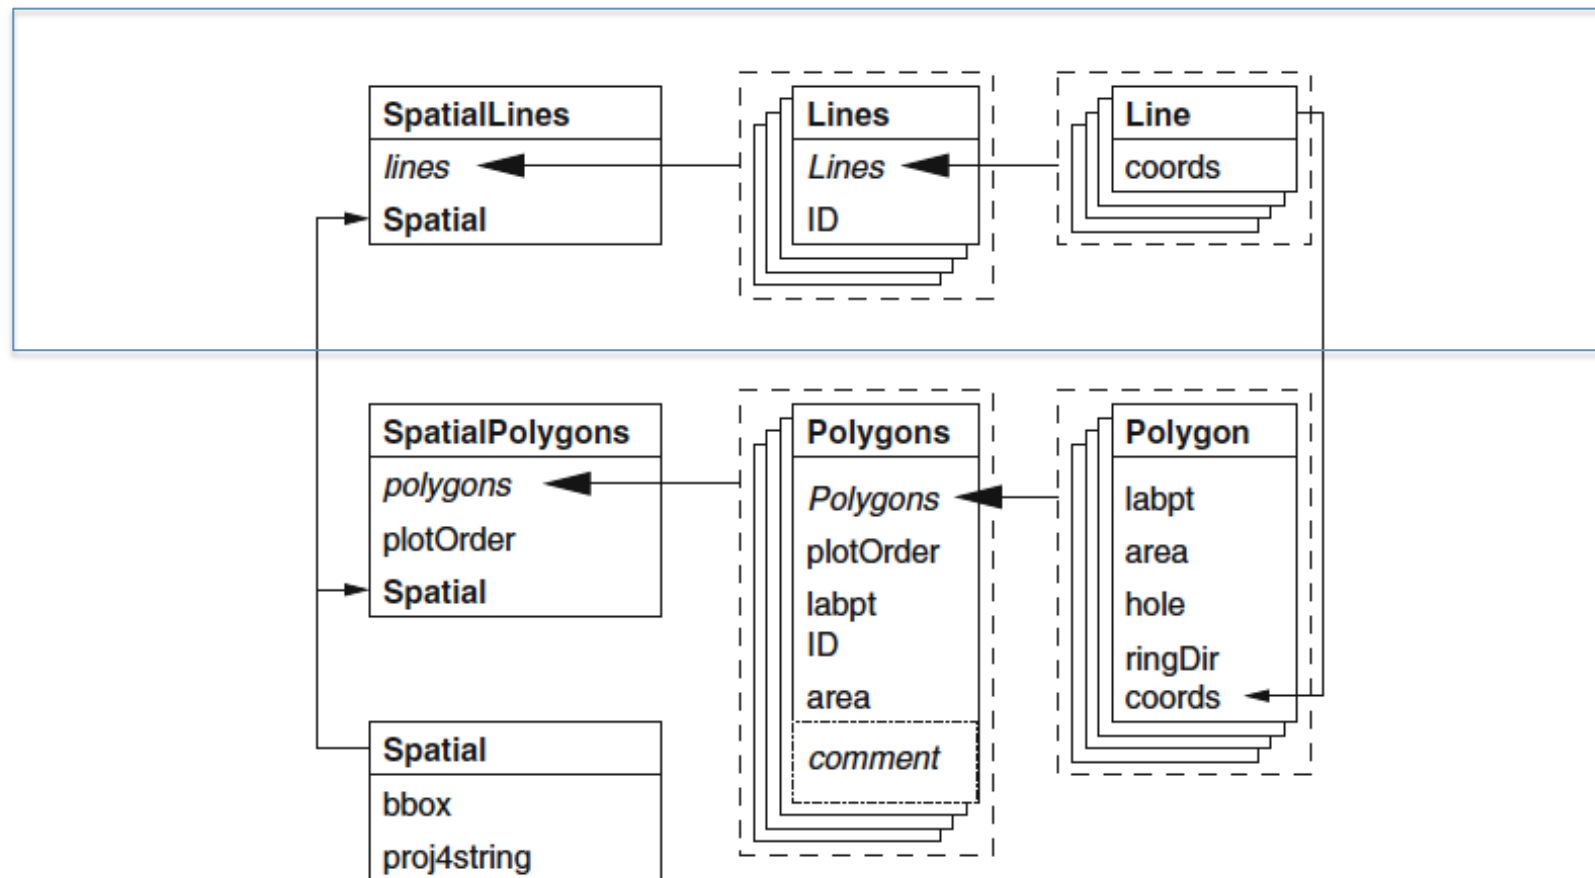 SpatialLines
lines
Spatial
Lines
Lines
ID
Line
coords
SpatialPolygons
polygons
plotOrder
Spatial
Polygons
Polygons
plotOrder
labpt
ID
area
comment
Polygon
labpt
area
hole
ringDir
coords
Spatial
bbox
proj4string